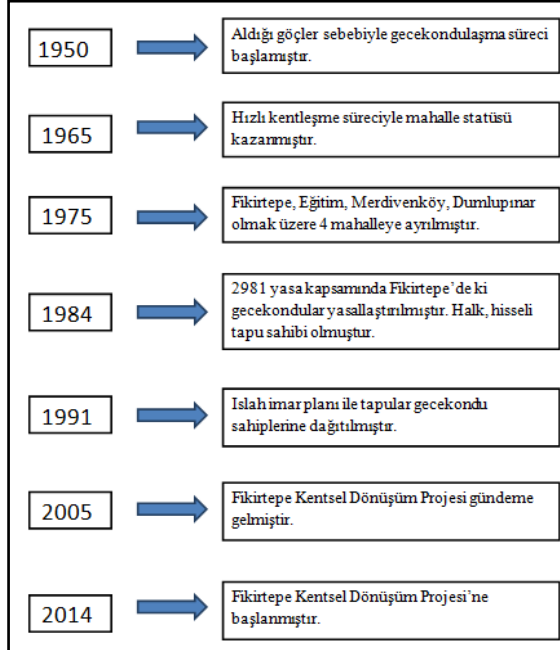 1950
Aldığı göçler sebebiyle gecekondulaşma süreci
başlamıştır.
1965
Hızlı kentleşme süreciyle mahalle statüsü
kazanmıştır.
1975
Fikirtepe, Eğitim, Merdivenköy, Dumlupınar
olmak üzere 4 mahalleye ayrılmıştır.
1984
2981 yasa kapsamında Fikirtepe’de ki
gecekondular yasallaştırılmıştır. Halk, hisseli
tapu sahibi olmuştur.
1991
Islah imar planı ile tapular gecekondu
sahiplerine dağıtılmıştır.
2005
Fikirtepe Kentsel Dönüşüm Projesi gündeme
gelmiştir.
2014
Fikirtepe Kentsel Dönüşüm Projesi’ne
başlanmıştır.